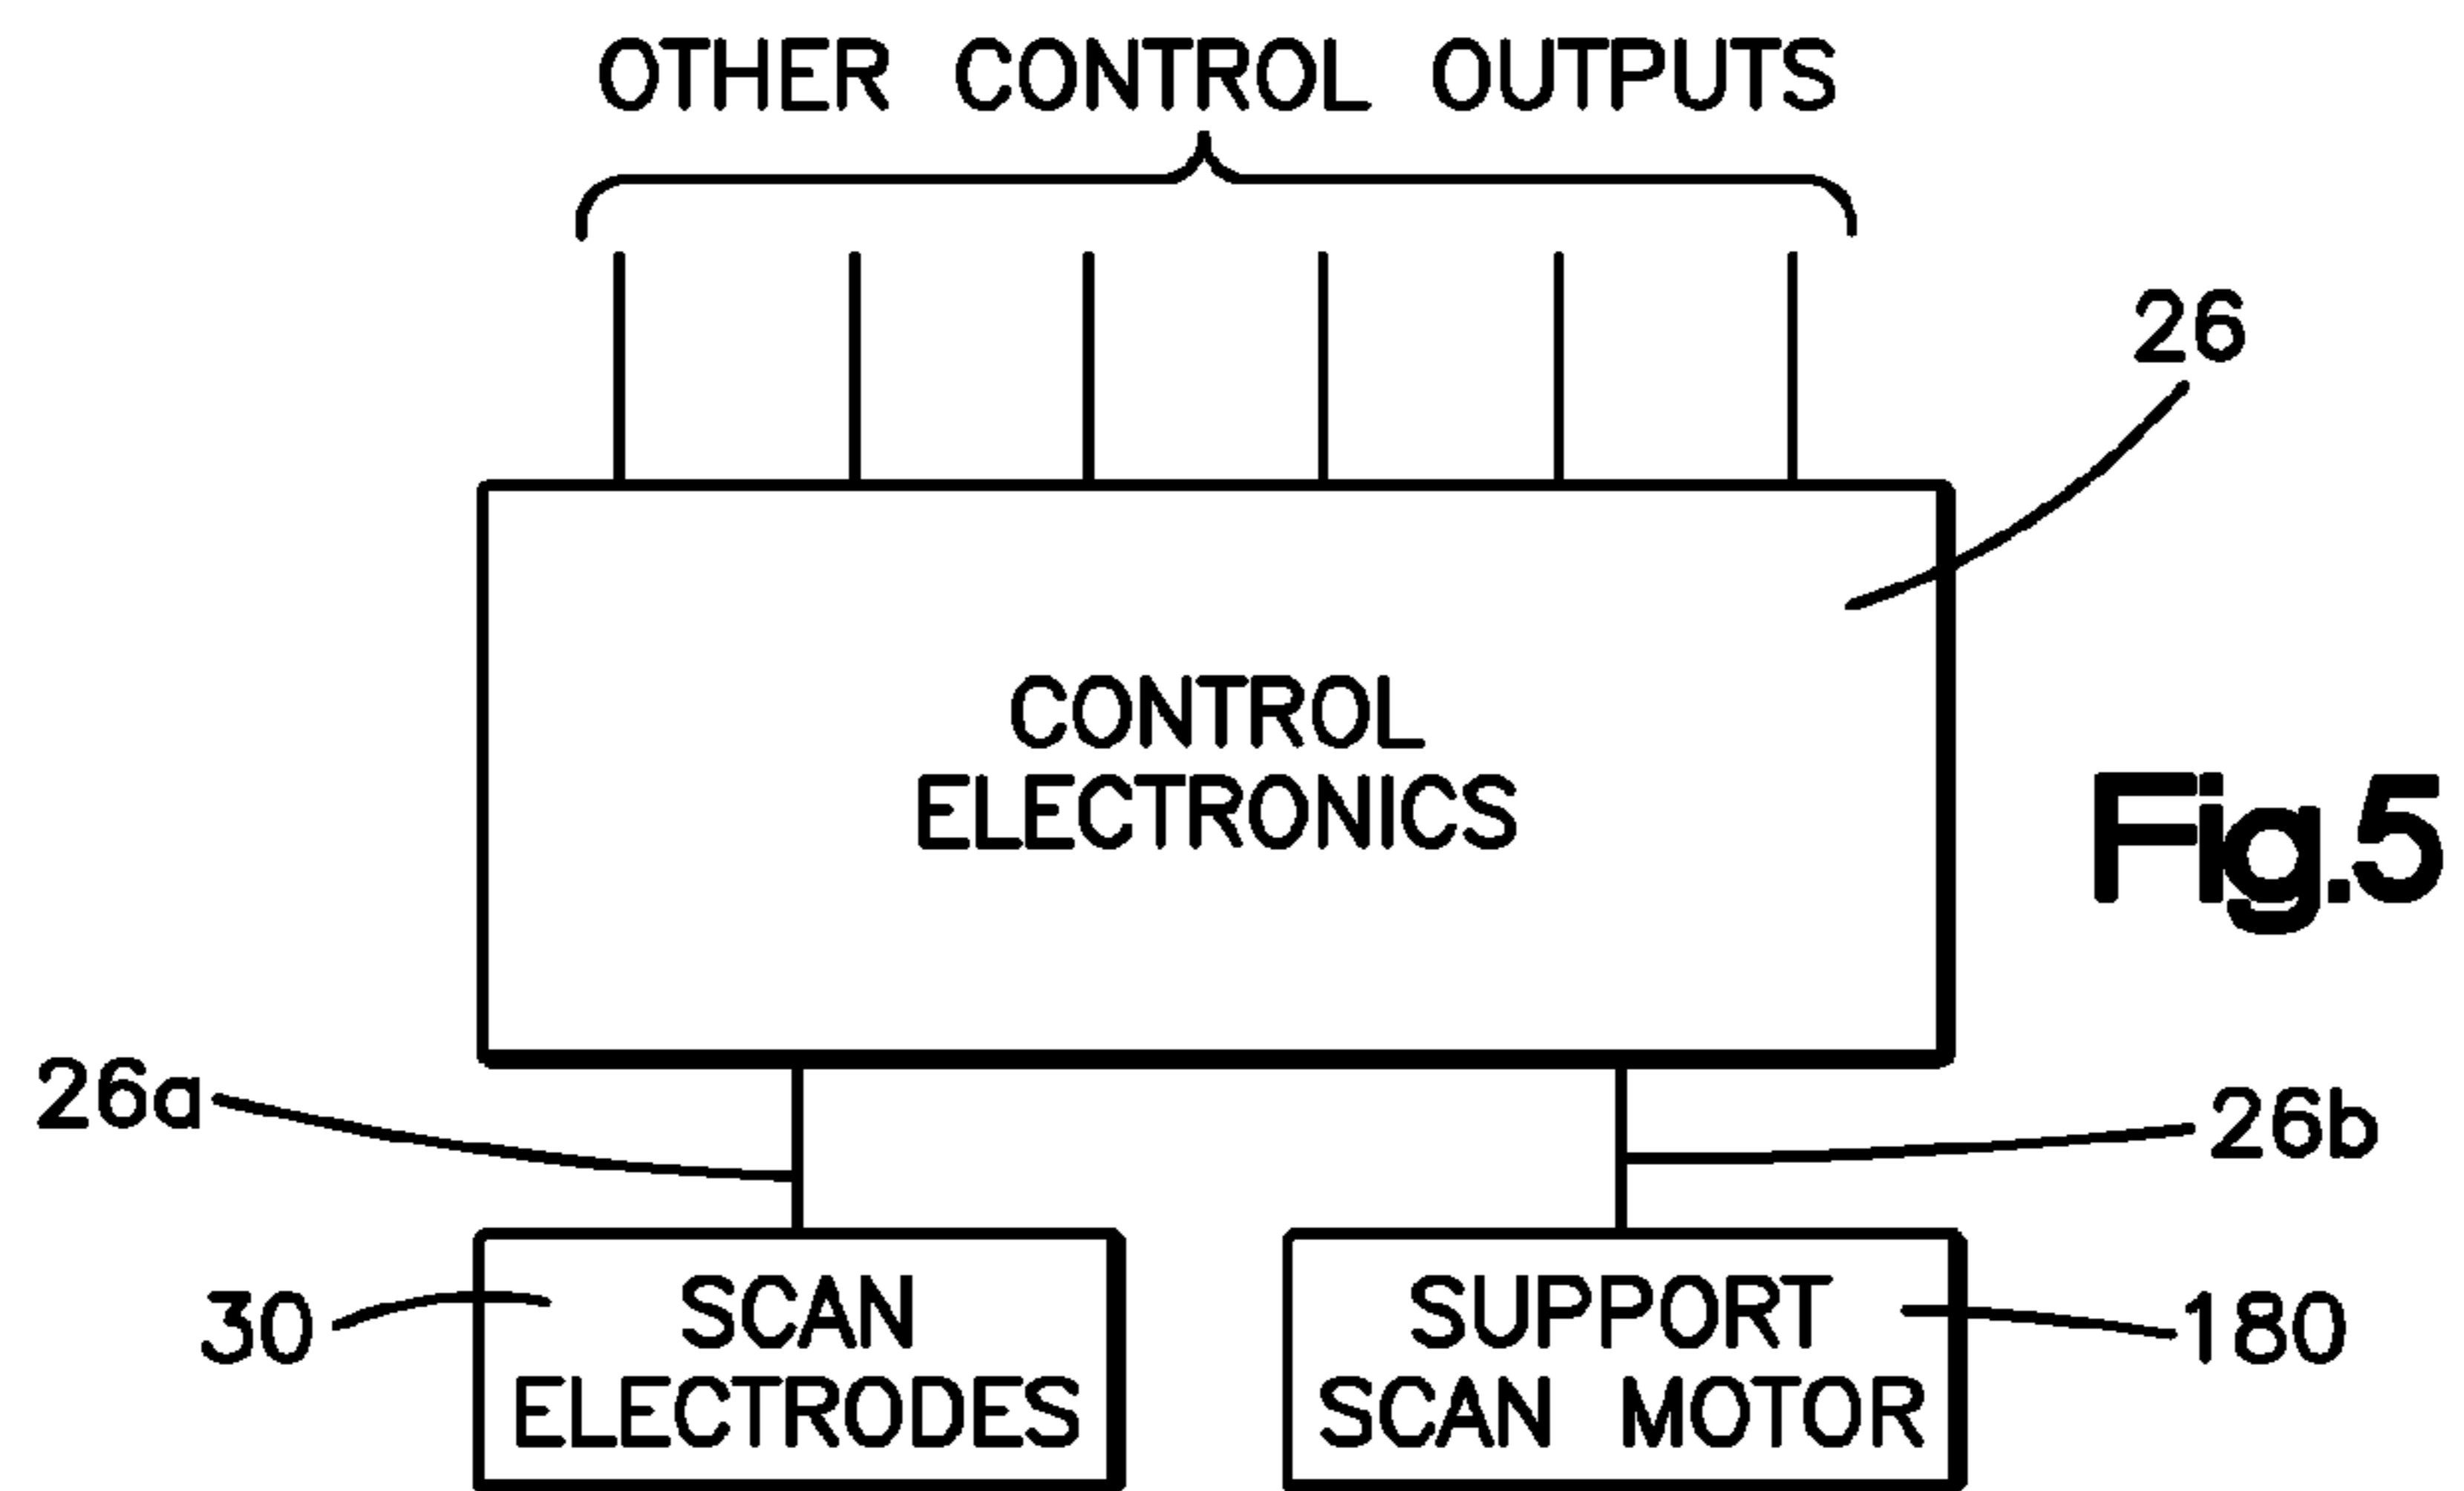 OTHER CONTROL OUTPUTS
26
CONTROL
ELECTRONICS
Fig.5
26a
26b
30
SCAN
ELECTRODES
SUPPORT
SCAN MOTOR
180